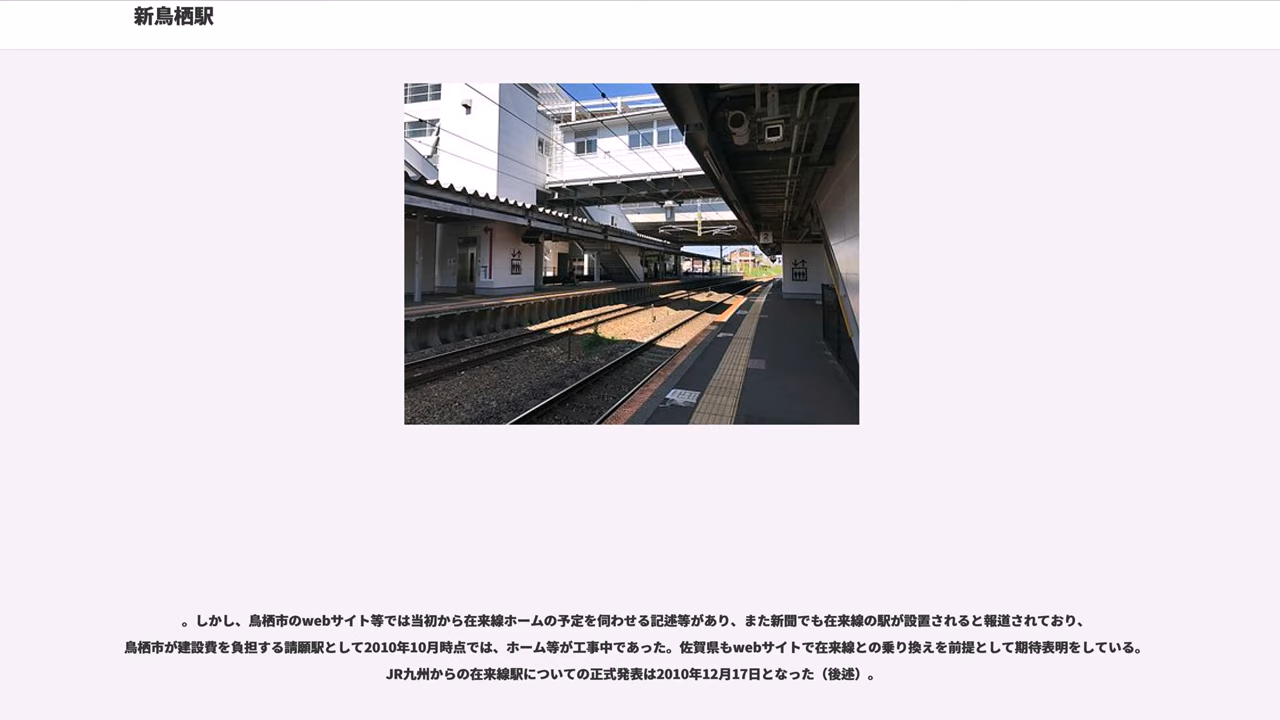 新鳥栖駅
2
。しかし、鳥栖市のwebサイト等では当初から在来線ホームの予定を伺わせる記述等があり、また新聞でも在来線の駅が設置されると報道されており、
鳥栖市が建設費を負担する請願駅として2010年10月時点では、ホーム等が工事中であった。佐賀県もwebサイトで在来線との乗り換えを前提として期待表明をしている。
JR九州からの在来線駅についての正式発表は2010年12月17日となった（後述）。